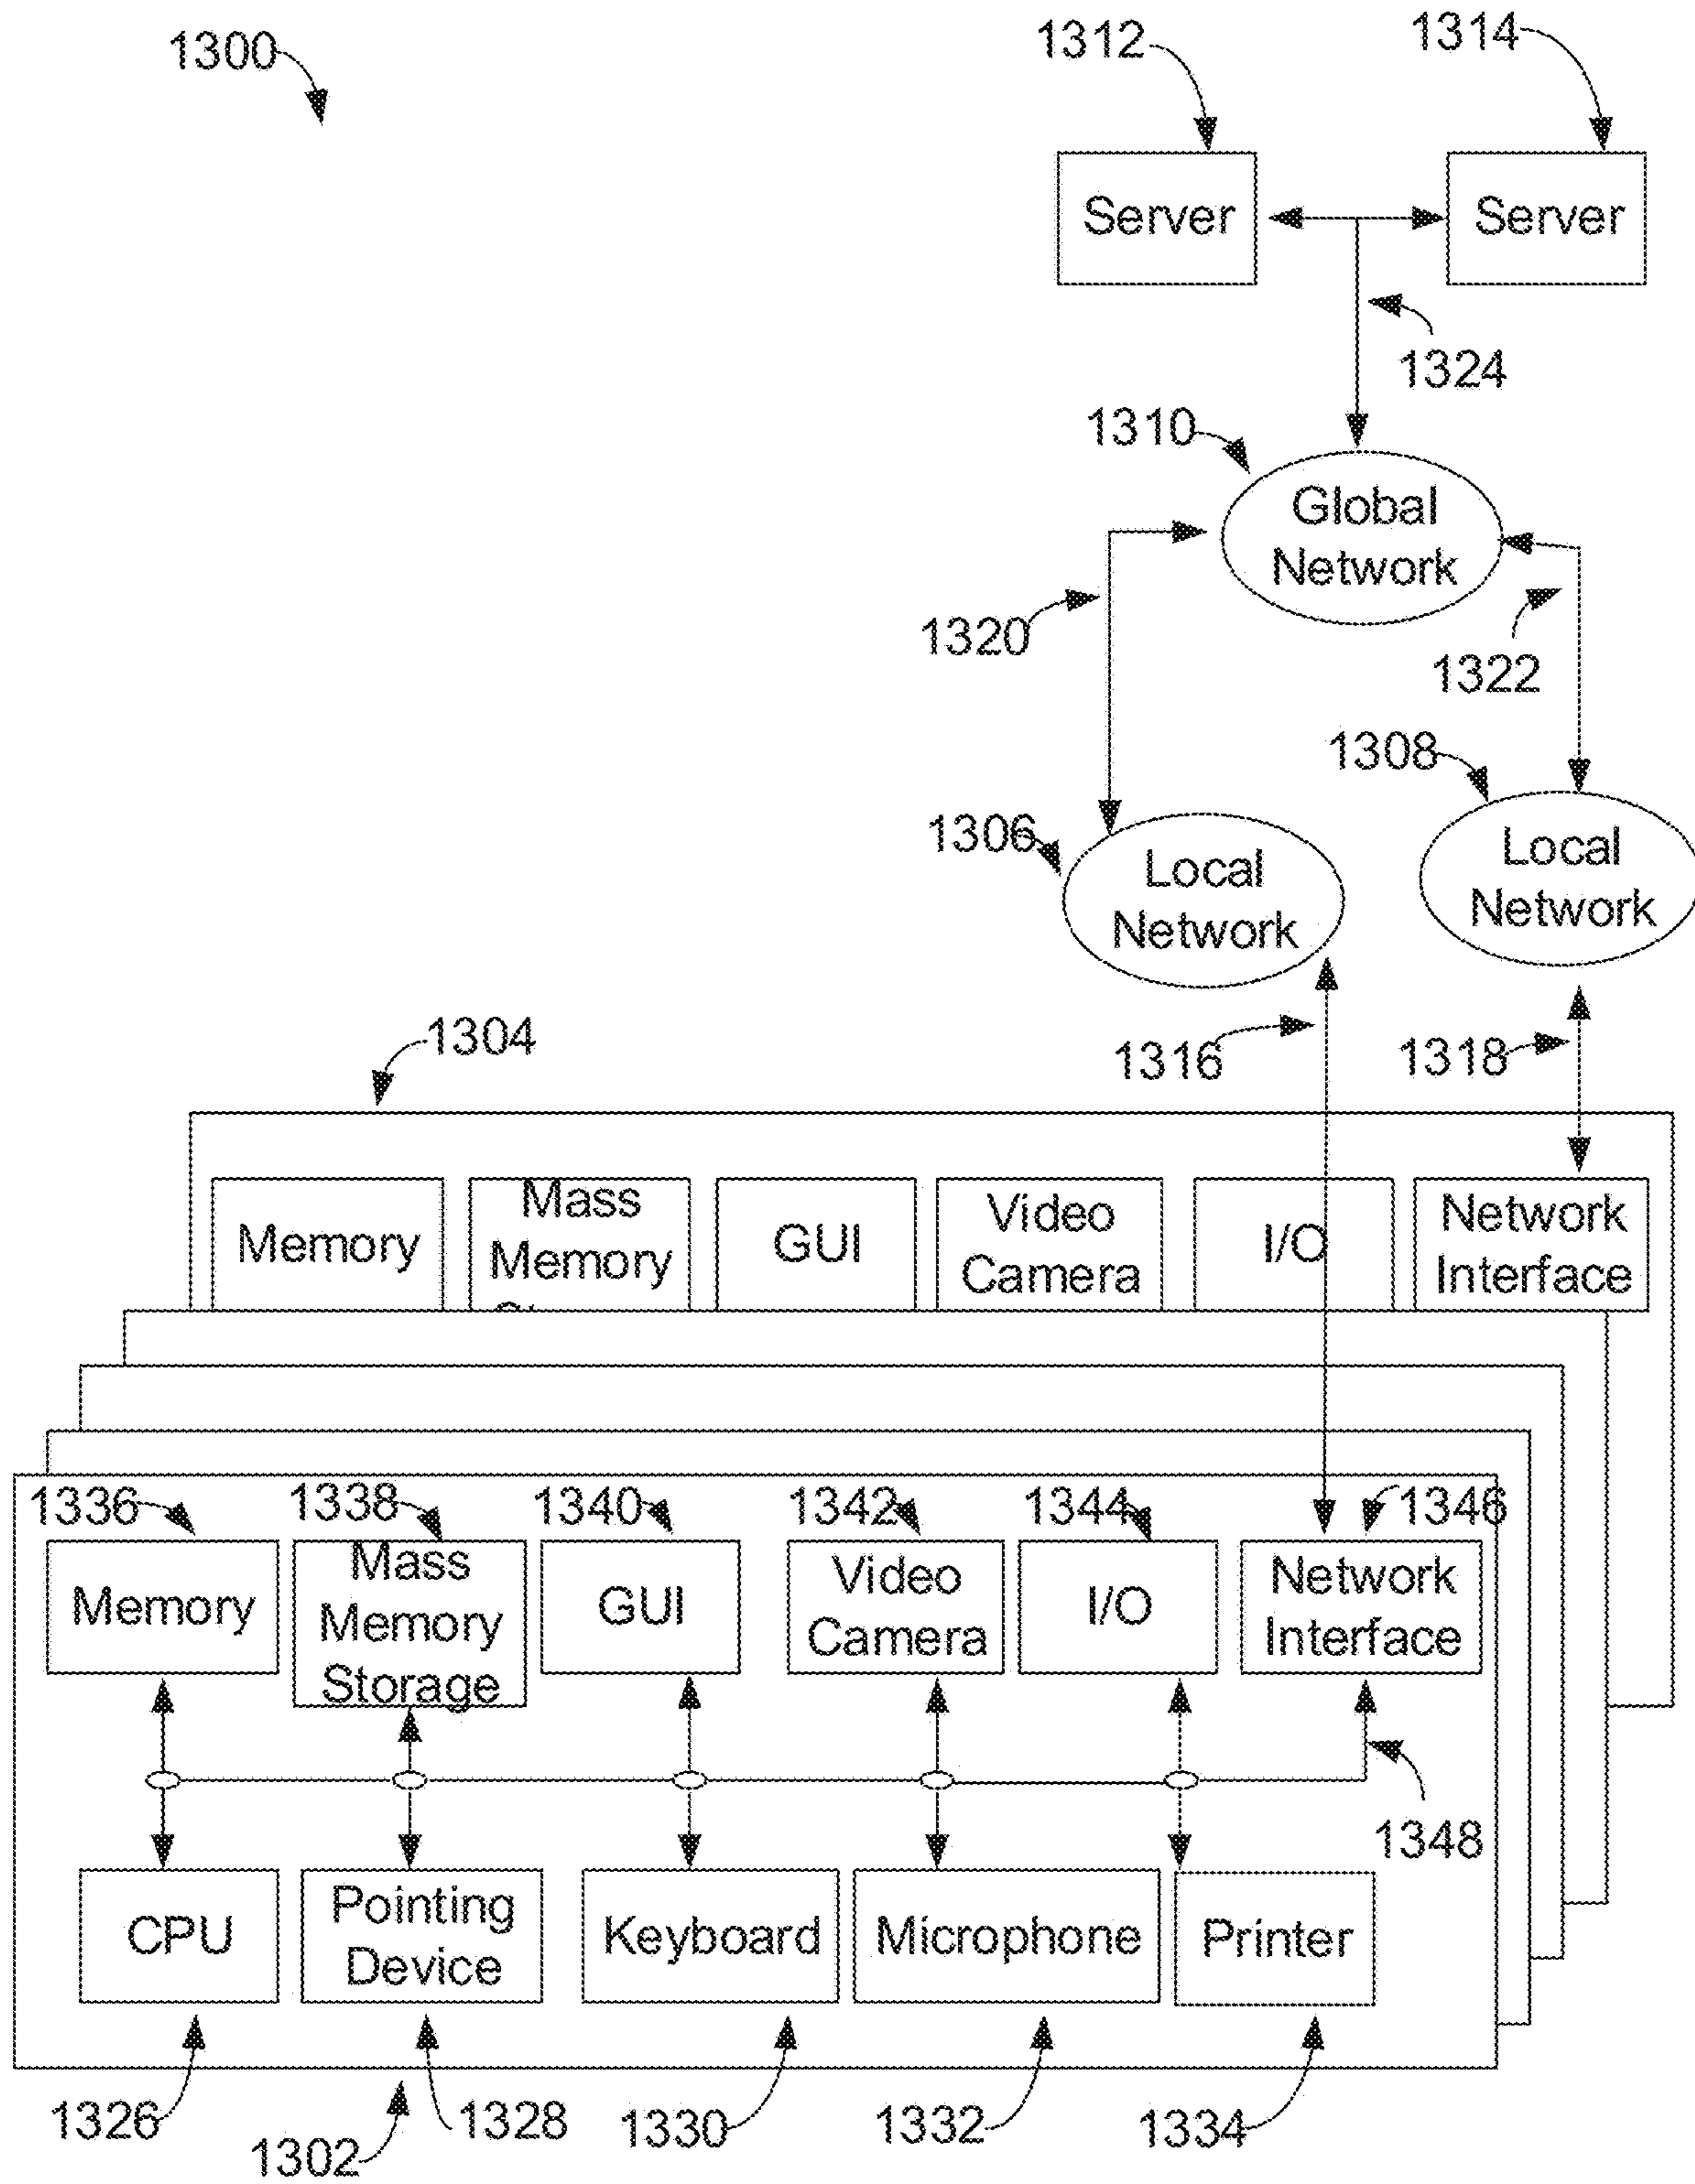 1300
1312
1314
Server
Server
1324
1310
Global
Network
1320
1322
1308
1306
Local
Network
Local
Network
1304
1316
1318
Memory
Mass
Memory
GUI
Video
Camera
I/O
Network
Interface
1336
1338
1340
1342
1344
1346
Memory
Mass
Memory
Storage
GUI
Video
Camera
I/O
Network
Interface
1348
CPU
Pointing
Device
Keyboard
Microphone
Printer
1326
1302
1328
1330
1332
1334